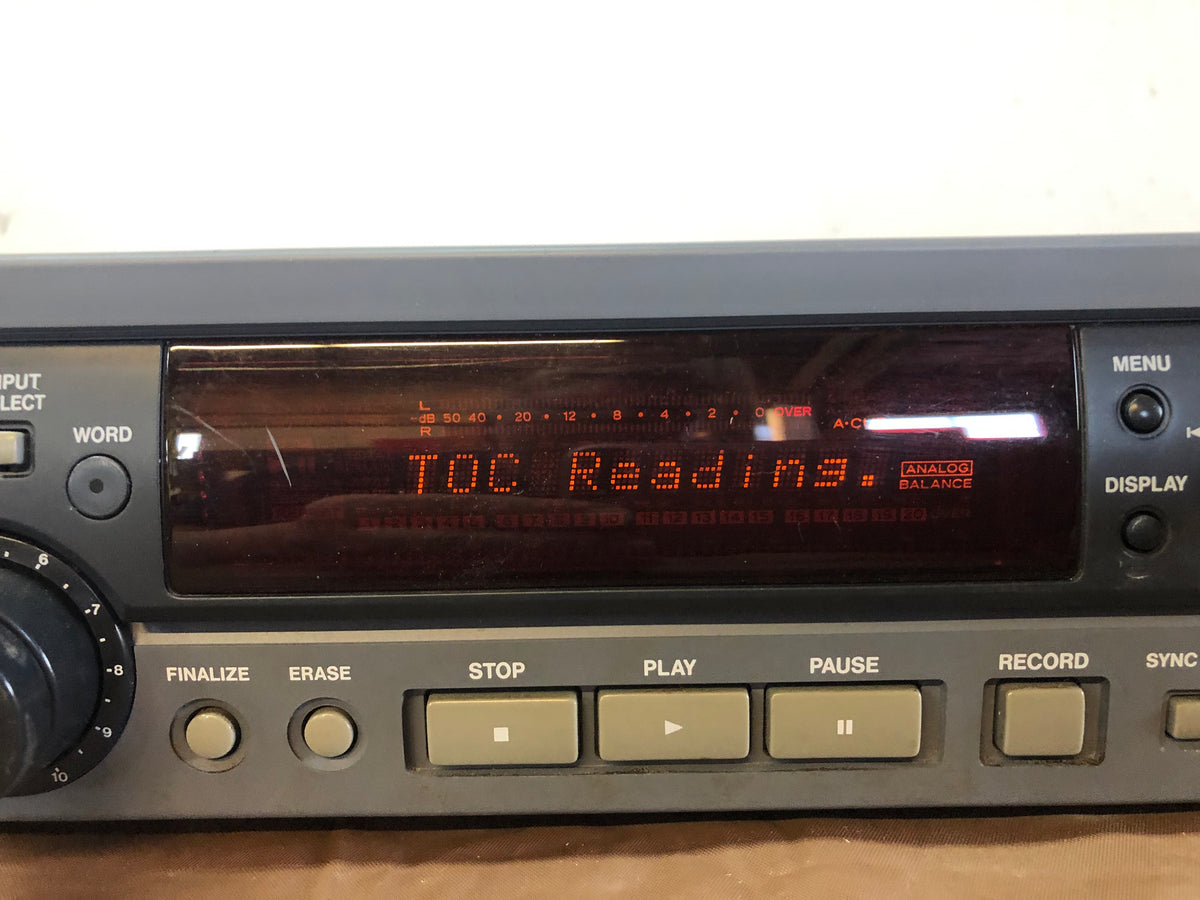 MENU
WORD
DISPLAY
L
-dB 50 40 • 20 • 12 • 8 • 4 • 2 • 0 OVER
R
TOC Reading.
ANALOG
BALANCE
1 2 3 4 5 6 7 8 9 10 11 12 13 14 15 16 17 18 19 20
6
7
8
9
10
FINALIZE
ERASE
STOP
PLAY
PAUSE
RECORD
SYNC